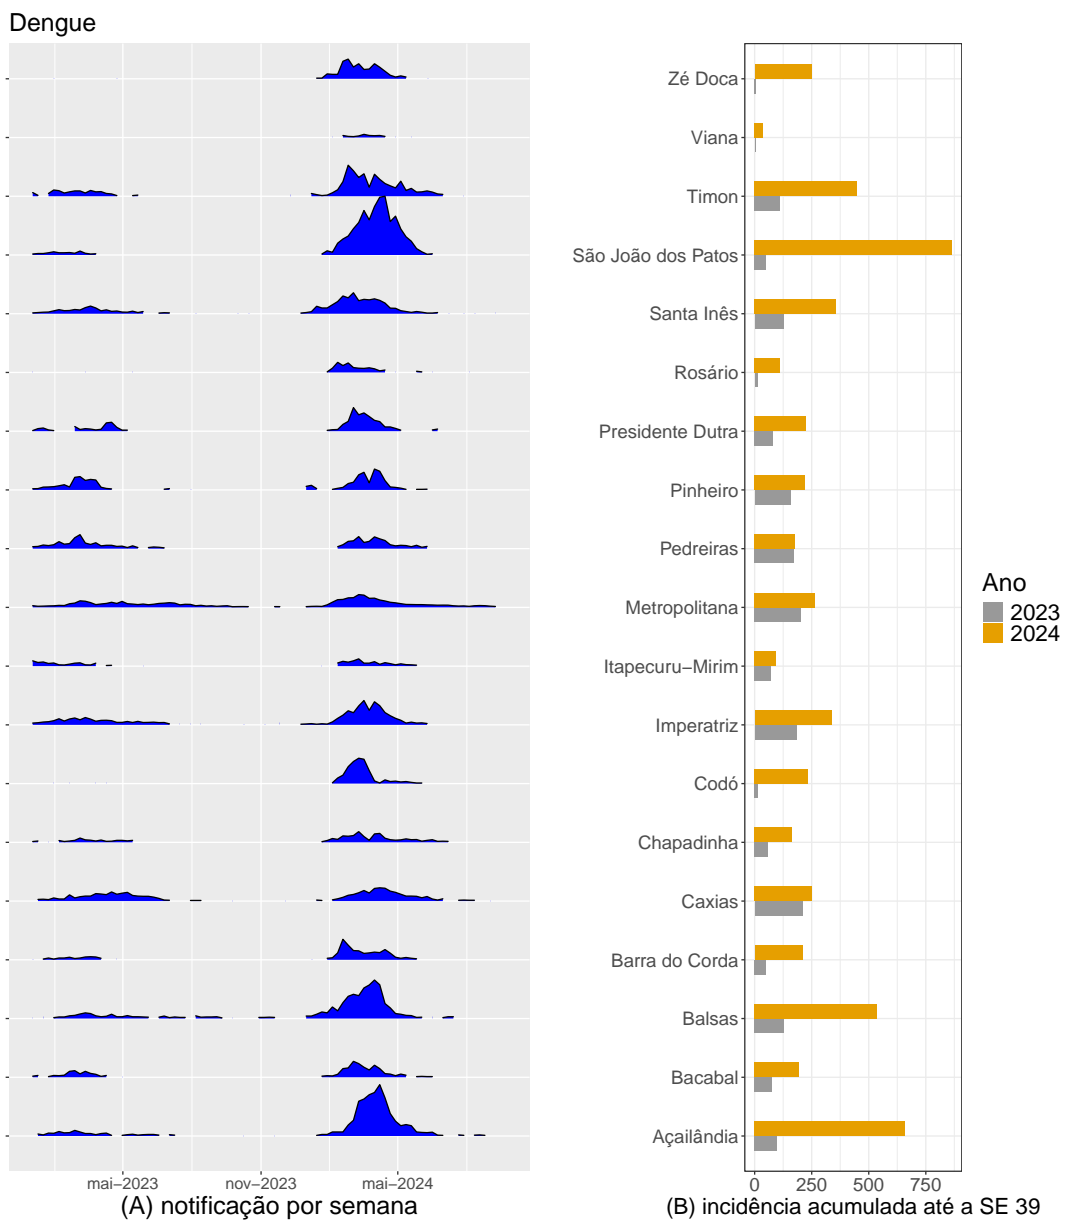 Dengue
Zé Doca
Viana
Timon
São João dos Patos
Santa Inês
Rosário
Presidente Dutra
Pinheiro
Pedreiras
Metropolitana
Itapecuru−Mirim
Imperatriz
Codó
Chapadinha
Caxias
Barra do Corda
Balsas
Bacabal
Açailândia
Ano
2023
2024
mai−2023 nov−2023 mai−2024
(A) notificação por semana
0 250 500 750
(B) incidência acumulada até a SE 39